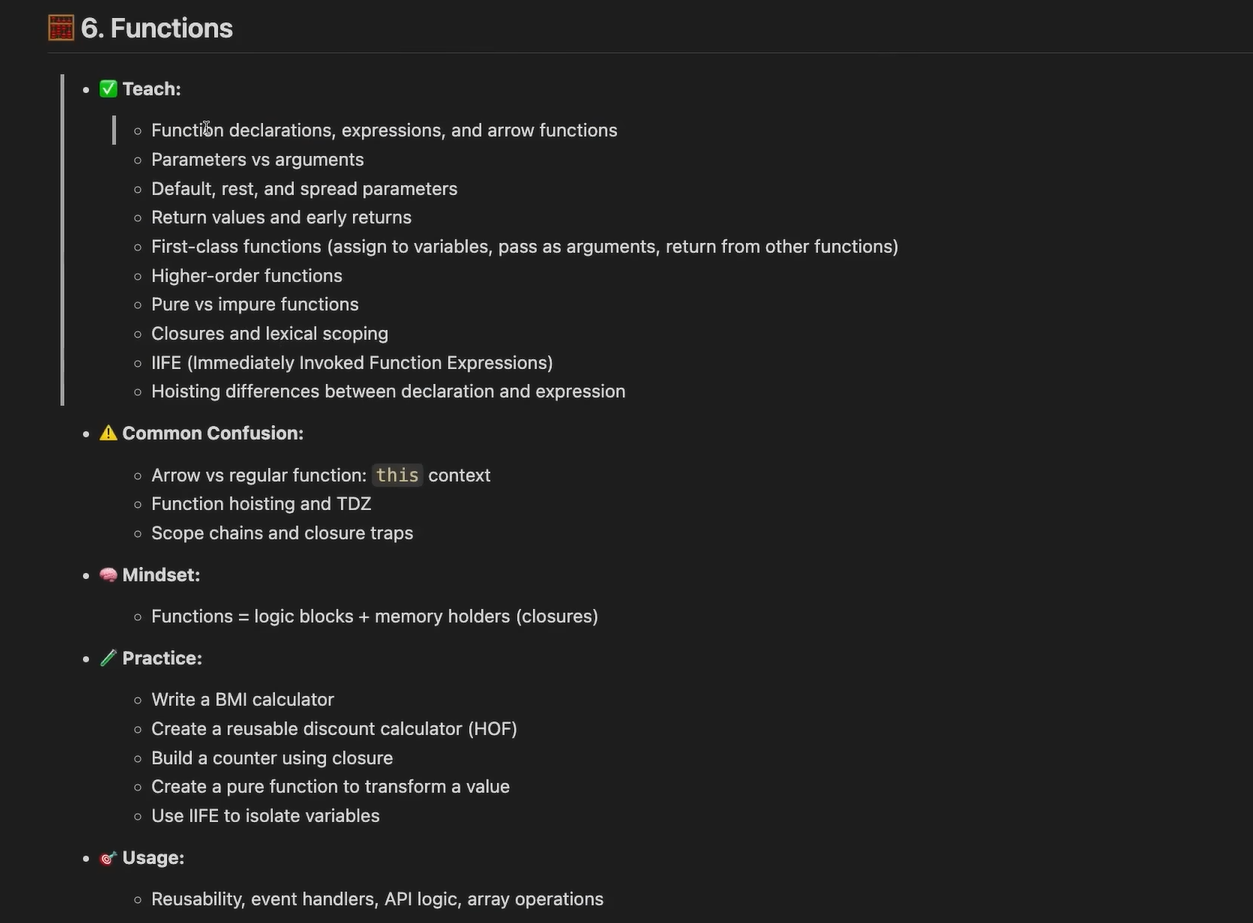 6. Functions
Teach:
Function declarations, expressions, and arrow functions
Parameters vs arguments
Default, rest, and spread parameters
Return values and early returns
First-class functions (assign to variables, pass as arguments, return from other functions)
Higher-order functions
Pure vs impure functions
Closures and lexical scoping
IIFE (Immediately Invoked Function Expressions)
Hoisting differences between declaration and expression
Common Confusion:
Arrow vs regular function: this context
Function hoisting and TDZ
Scope chains and closure traps
Mindset:
Functions = logic blocks + memory holders (closures)
Practice:
Write a BMI calculator
Create a reusable discount calculator (HOF)
Build a counter using closure
Create a pure function to transform a value
Use IIFE to isolate variables
Usage:
Reusability, event handlers, API logic, array operations